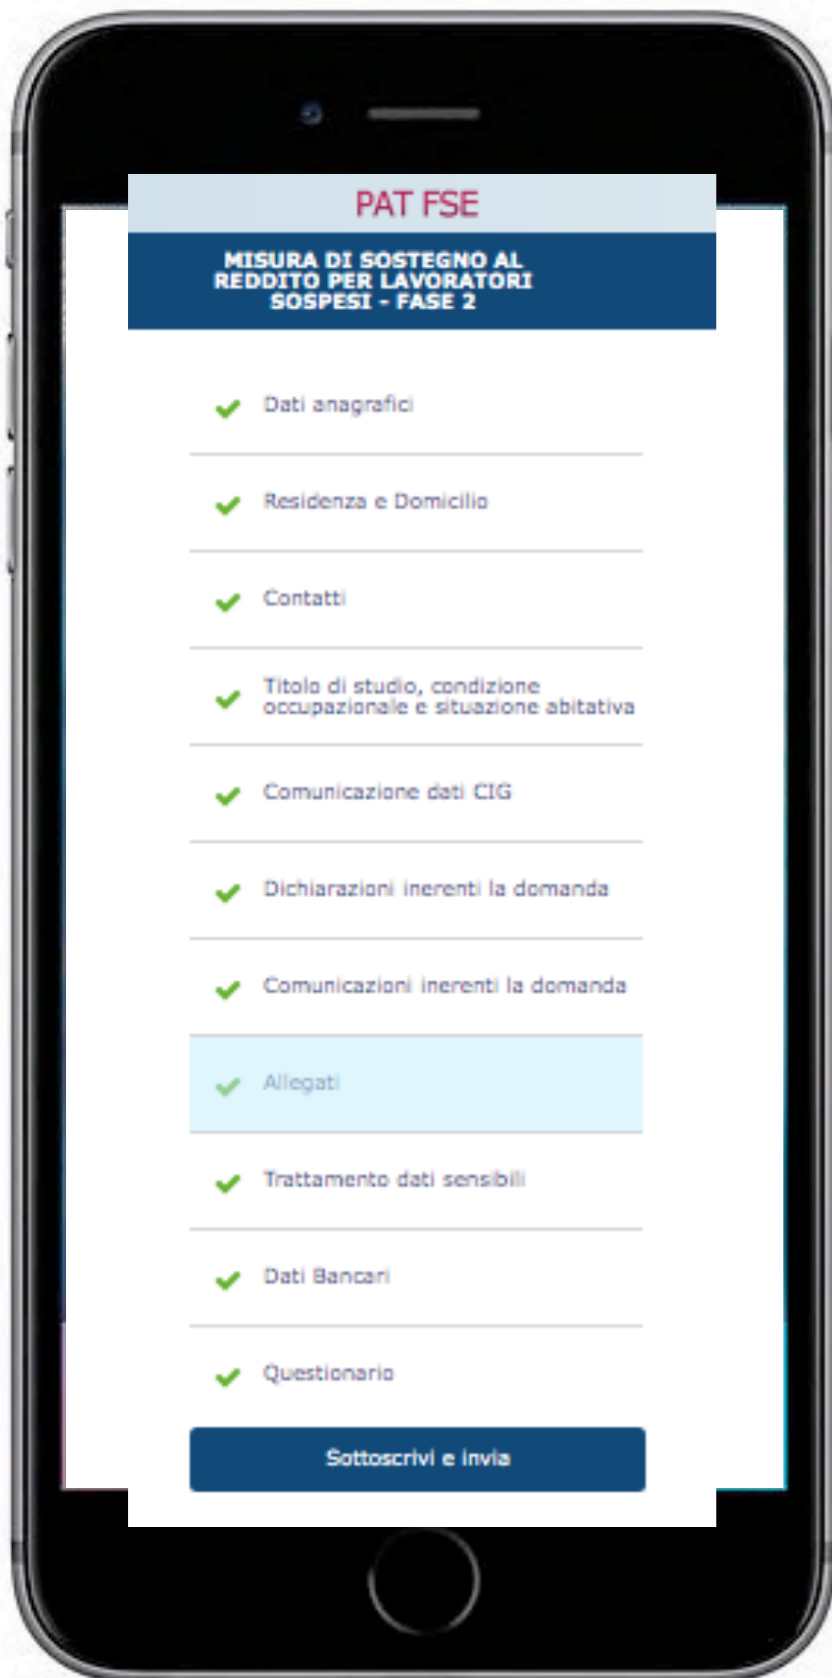 PAT FSE
MISURA DI SOSTEGNO AL
REDDITO PER LAVORATORI
SOSPESI - FASE 2
Dati anagrafici
Residenza e Domicilio
Contatti
Titolo di studio, condizione
occupazionale e situazione abitativa
Comunicazione dati CIG
Dichiarazioni inerenti la domanda
Comunicazioni inerenti la domanda
Allegati
Trattamento dati sensibili
Dati Bancari
Questionario
Sottoscrivi e invia